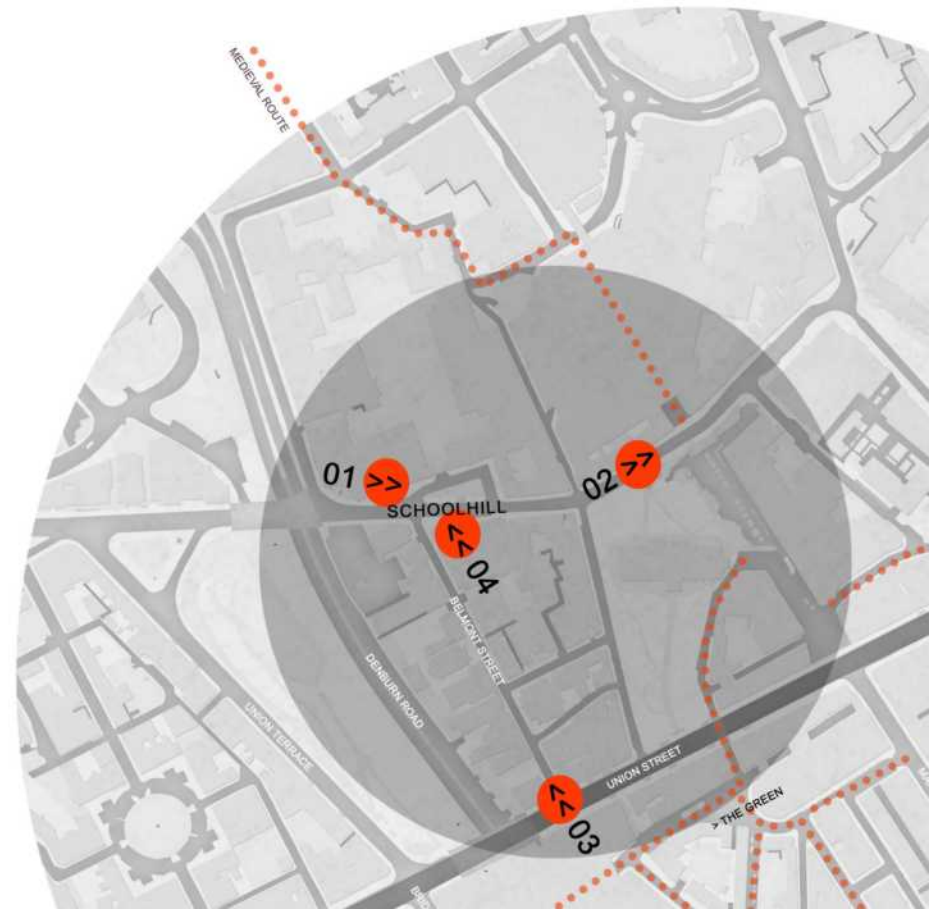 MEDIEVAL ROUTE
01 >>
SCHOOLHILL
02 >>
<< 04
BELMONT STREET
DENBURN ROAD
UNION TERRACE
UNION STREET
> THE GREEN
<< 03